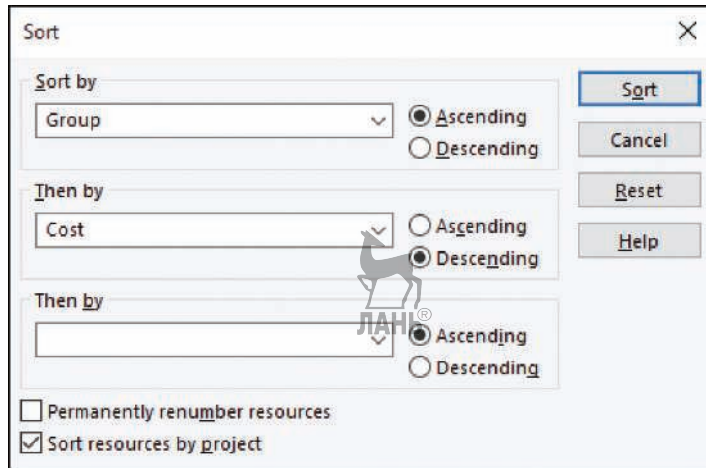 Sort
Sort by
Group
Ascending
Descending
Sort
Cancel
Then by
Cost
Ascending
Descending
Reset
Help
Then by
Ascending
Descending
ЛАНЬ®
Permanently renumber resources
Sort resources by project